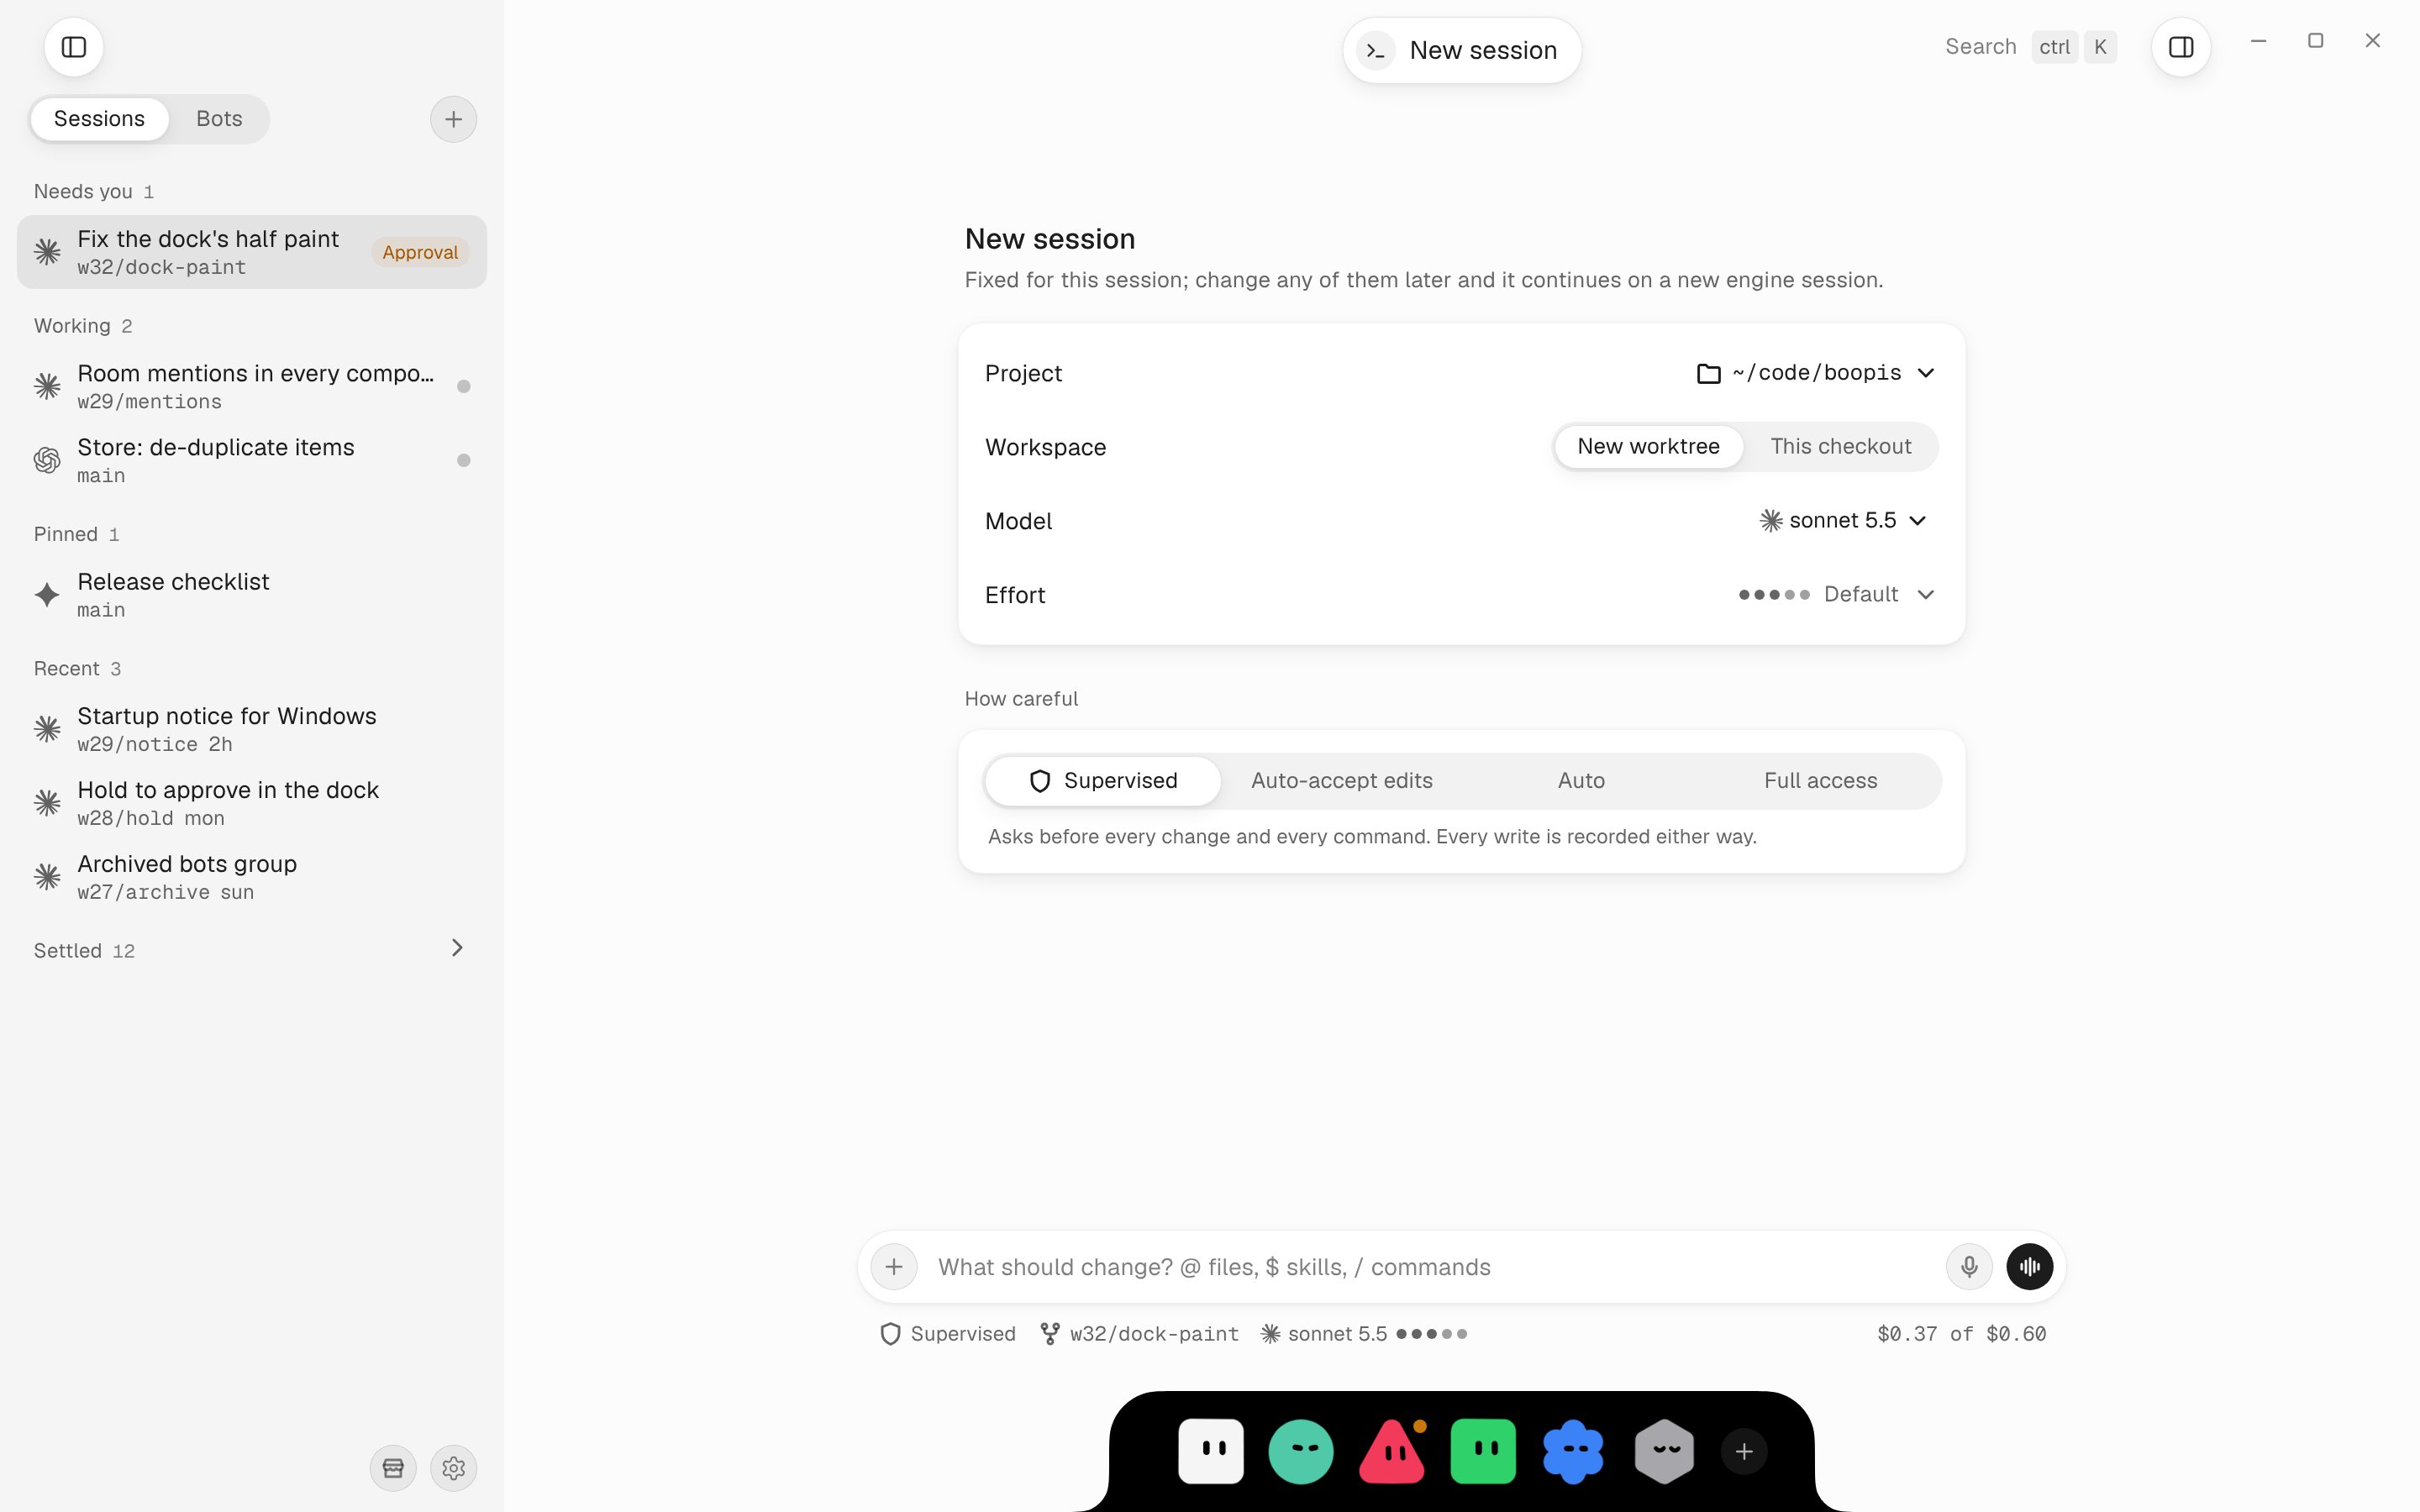 New session
Search ctrl K
Sessions Bots
Needs you 1
Fix the dock's half paint
w32/dock-paint
Approval
Working 2
Room mentions in every compo…
w29/mentions
Store: de-duplicate items
main
Pinned 1
Release checklist
main
Recent 3
Startup notice for Windows
w29/notice 2h
Hold to approve in the dock
w28/hold mon
Archived bots group
w27/archive sun
Settled 12
New session
Fixed for this session; change any of them later and it continues on a new engine session.
Project ~/code/boopis
Workspace New worktree This checkout
Model sonnet 5.5
Effort Default
How careful
Supervised Auto-accept edits Auto Full access
Asks before every change and every command. Every write is recorded either way.
What should change? @ files, $ skills, / commands
Supervised w32/dock-paint sonnet 5.5 $0.37 of $0.60